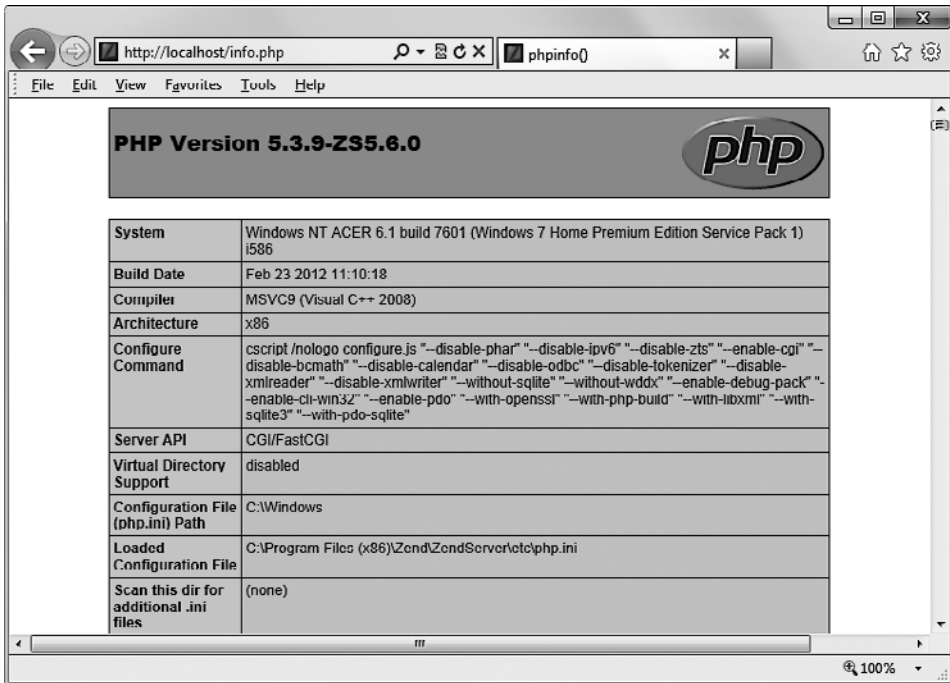 http://localhost/info.php
phpinfo()
File Edit View Favorites Tools Help
PHP Version 5.3.9-ZS5.6.0
php
System
Windows NT ACER 6.1 build 7601 (Windows 7 Home Premium Edition Service Pack 1)
i586
Build Date
Feb 23 2012 11:10:18
Compiler
MSVC9 (Visual C++ 2008)
Architecture
x86
Configure
Command
cscript /nologo configure.js "--disable-phar" "--disable-ipv6" "--disable-zts" "--enable-cgi" "--
disable-bcmath" "--disable-calendar" "--disable-odbc" "--disable-tokenizer" "--disable-
xmlreader" "--disable-xmlwriter" "--without-sqlite" "--without-wddx" "--enable-debug-pack" "-
-enable-cli-win32" "--enable-pdo" "--with-openssl" "--with-php-build" "--with-libxml" "--with-
sqlite3" "--with-pdo-sqlite"
Server API
CGI/FastCGI
Virtual Directory
Support
disabled
Configuration File
(php.ini) Path
C:\Windows
Loaded
Configuration File
C:\Program Files (x86)\Zend\ZendServer\etc\php.ini
Scan this dir for
additional .ini
files
(none)
100%